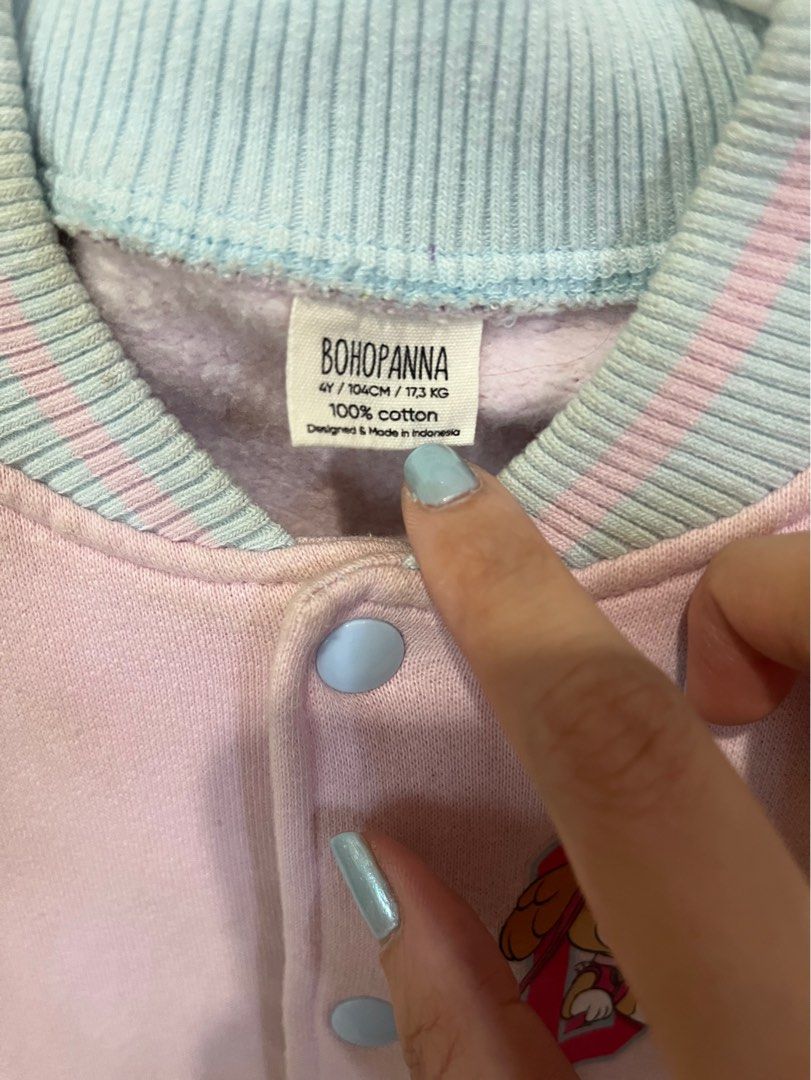 BOHOPANNA
4Y / 104CM / 17,3 KG
100% cotton
Designed & Made in Indonesia